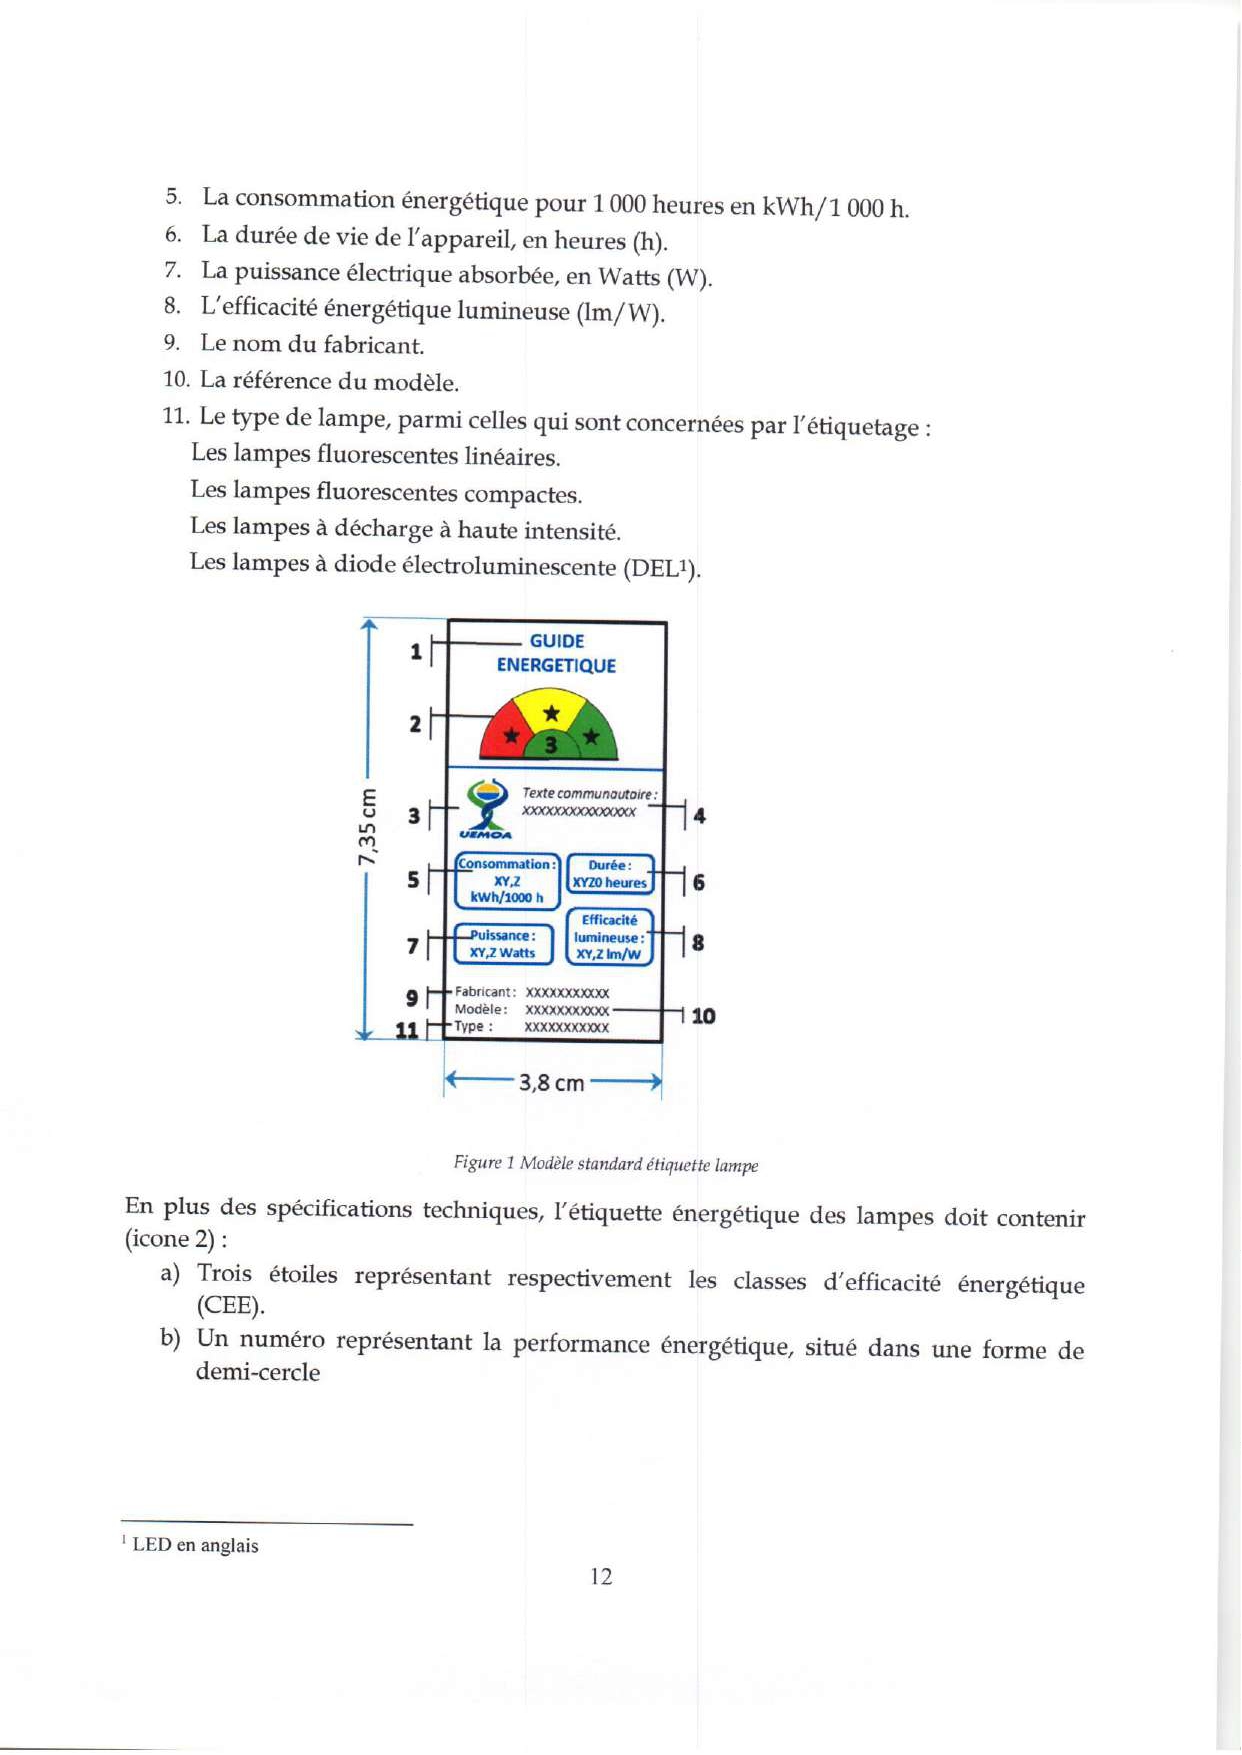 5. La consommation énergétique pour 1 000 heures en kWh/1 000 h.
6. La durée de vie de l'appareil, en heures (h).
7. La puissance électrique absorbée, en Watts (W).
8. L'efficacité énergétique lumineuse (lm/W).
9. Le nom du fabricant.
10. La référence du modèle.
11. Le type de lampe, parmi celles qui sont concernées par l'étiquetage :
Les lampes fluorescentes linéaires.
Les lampes fluorescentes compactes.
Les lampes à décharge à haute intensité.
Les lampes à diode électroluminescente (DEL¹).
1
GUIDE
ENERGETIQUE
2
3
7,35 cm
3
UEMOA
Texte communautaire :
XXXXXXXXXXXXXX
4
5
Consommation :
XY,Z
kWh/1000 h
Durée :
XYZ0 heures
6
7
Puissance :
XY,Z Watts
Efficacité
lumineuse :
XY,Z lm/W
8
9
Fabricant : XXXXXXXXXXX
Modèle : XXXXXXXXXXX
10
11
Type : XXXXXXXXXXX
3,8 cm
Figure 1 Modèle standard étiquette lampe
En plus des spécifications techniques, l'étiquette énergétique des lampes doit contenir
(icone 2) :
a) Trois étoiles représentant respectivement les classes d'efficacité énergétique
(CEE).
b) Un numéro représentant la performance énergétique, situé dans une forme de
demi-cercle
¹ LED en anglais
12